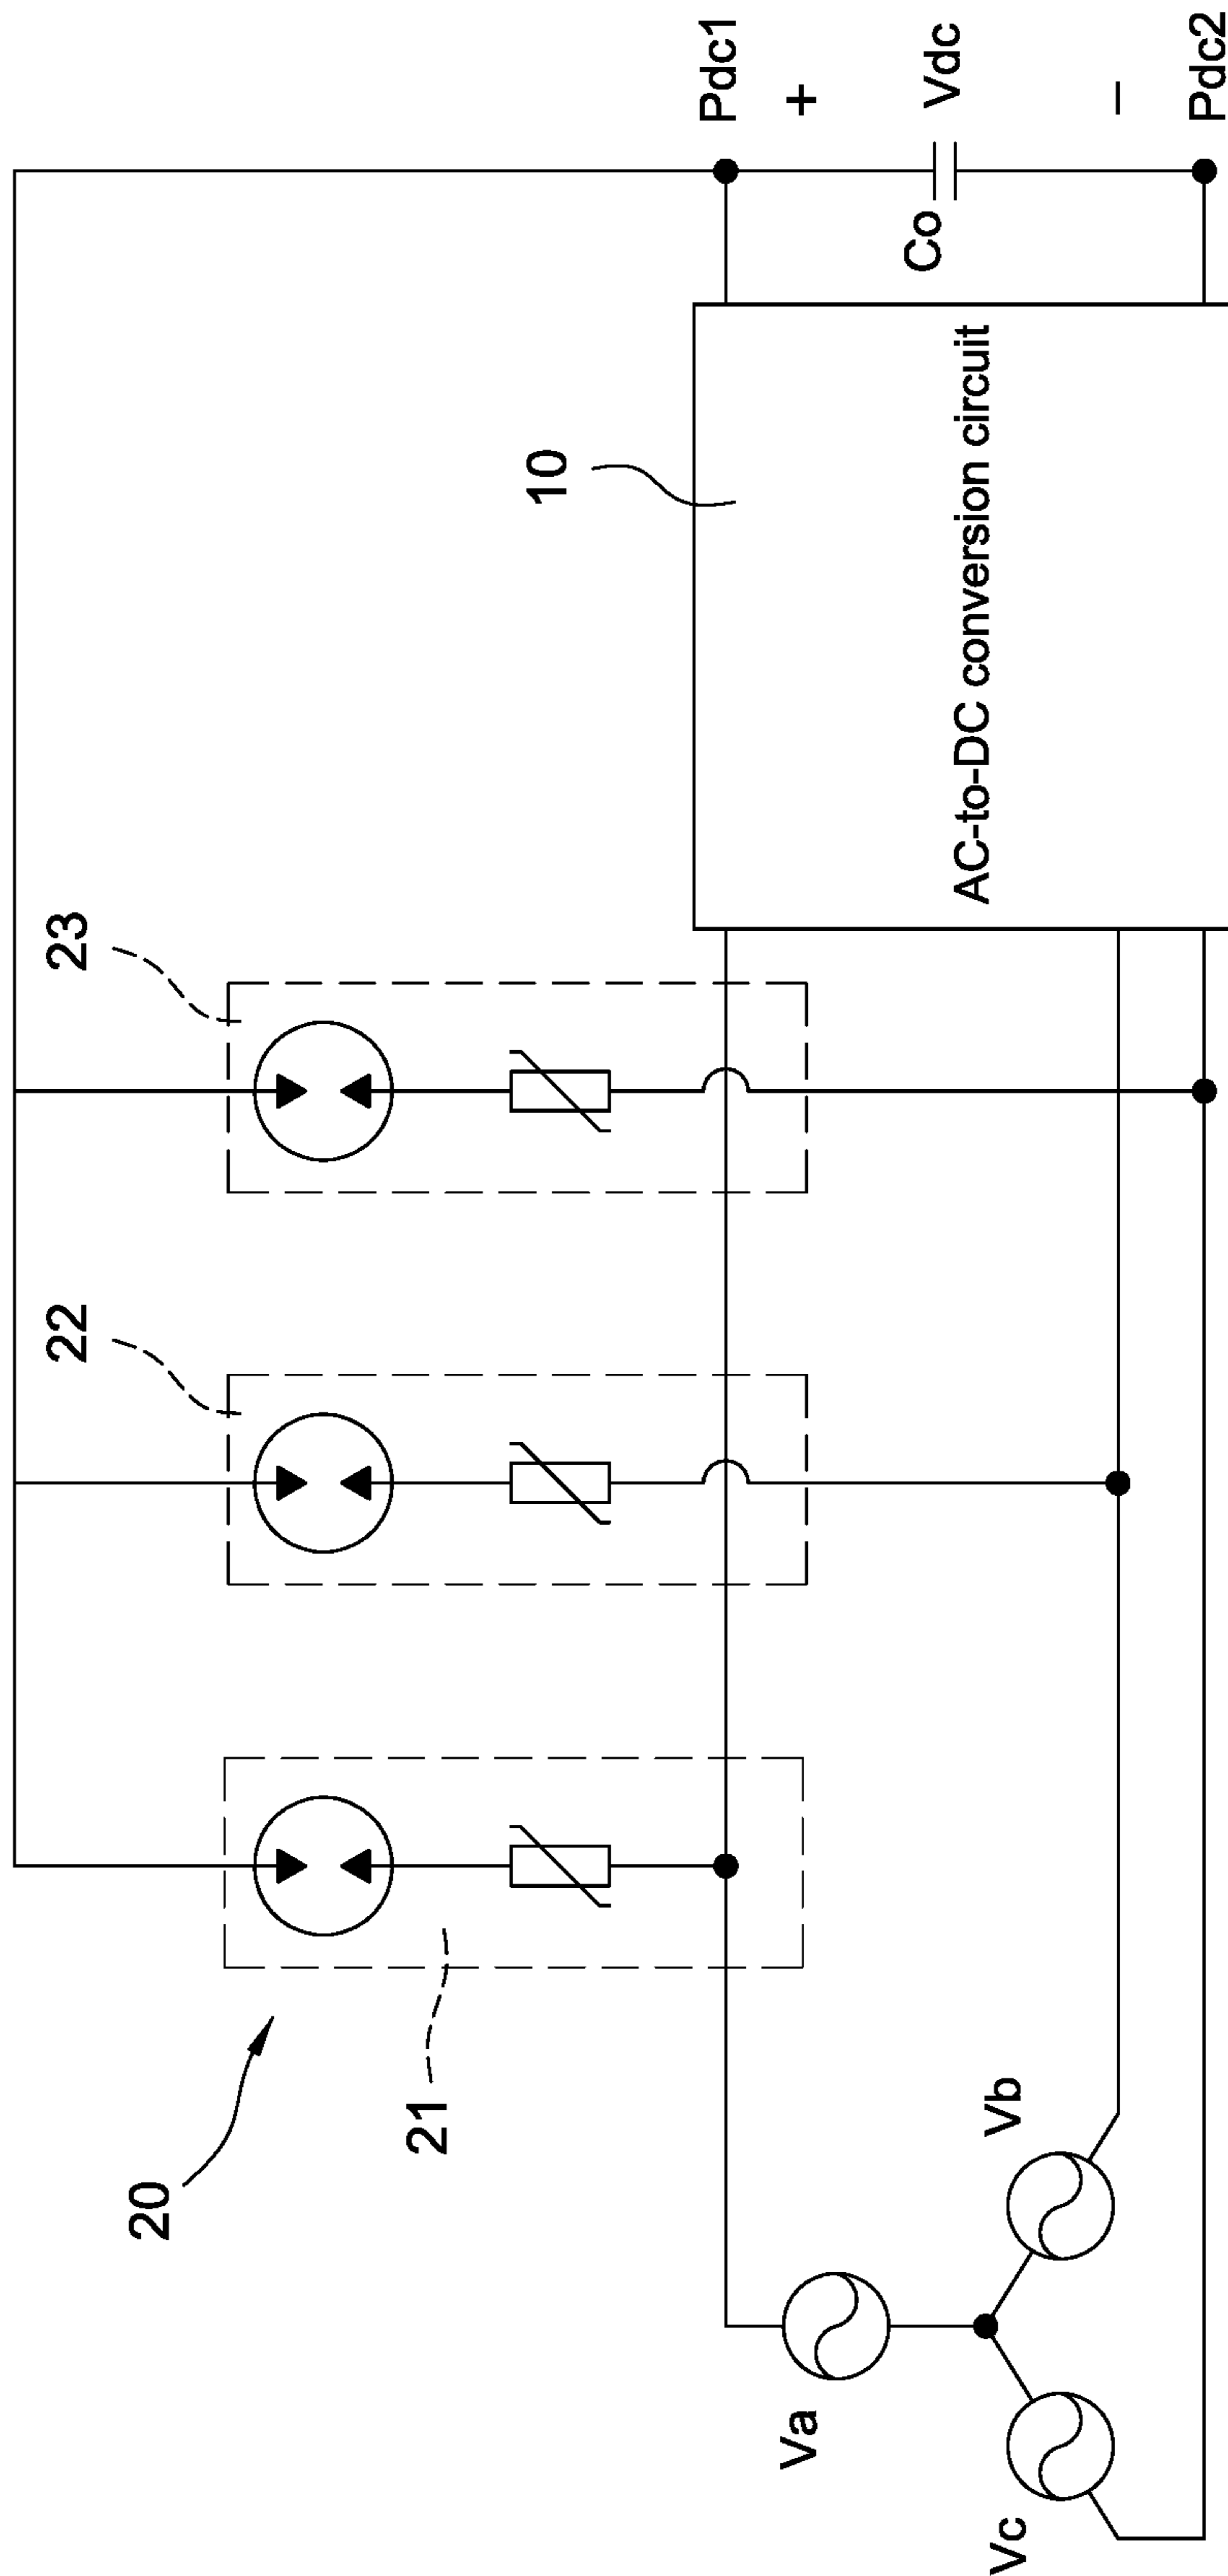 20
21
22
23
10
Va
Vb
Vc
AC-to-DC conversion circuit
Co
Pdc1
+
Vdc
−
Pdc2